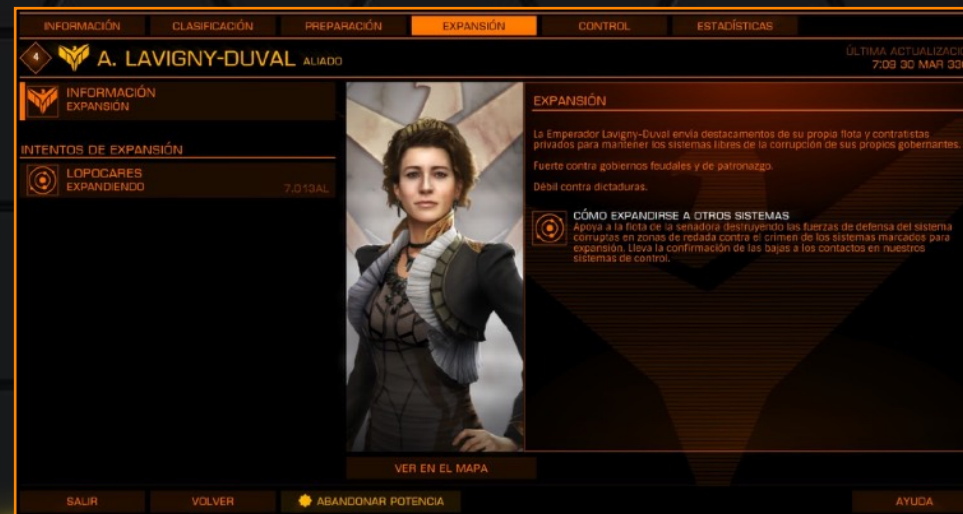 INFORMACIÓN
CLASIFICACIÓN
PREPARACIÓN
EXPANSIÓN
CONTROL
ESTADÍSTICAS
4
A. LAVIGNY-DUVAL ALIADO
ÚLTIMA ACTUALIZACIÓ
7:09 30 MAR 330
INFORMACIÓN
EXPANSIÓN
INTENTOS DE EXPANSIÓN
LOPOCARES
EXPANDIENDO
7.013AL
EXPANSIÓN
La Emperador Lavigny-Duval envía destacamentos de su propia flota y contratistas
privados para mantener los sistemas libres de la corrupción de sus propios gobernantes.
Fuerte contra gobiernos feudales y de patronazgo.
Débil contra dictaduras.
CÓMO EXPANDIRSE A OTROS SISTEMAS
Apoya a la flota de la senadora destruyendo las fuerzas de defensa del sistema
corruptas en zonas de redada contra el crimen de los sistemas marcados para
expansión. Lleva la confirmación de las bajas a los contactos en nuestros
sistemas de control.
VER EN EL MAPA
SALIR
VOLVER
ABANDONAR POTENCIA
AYUDA